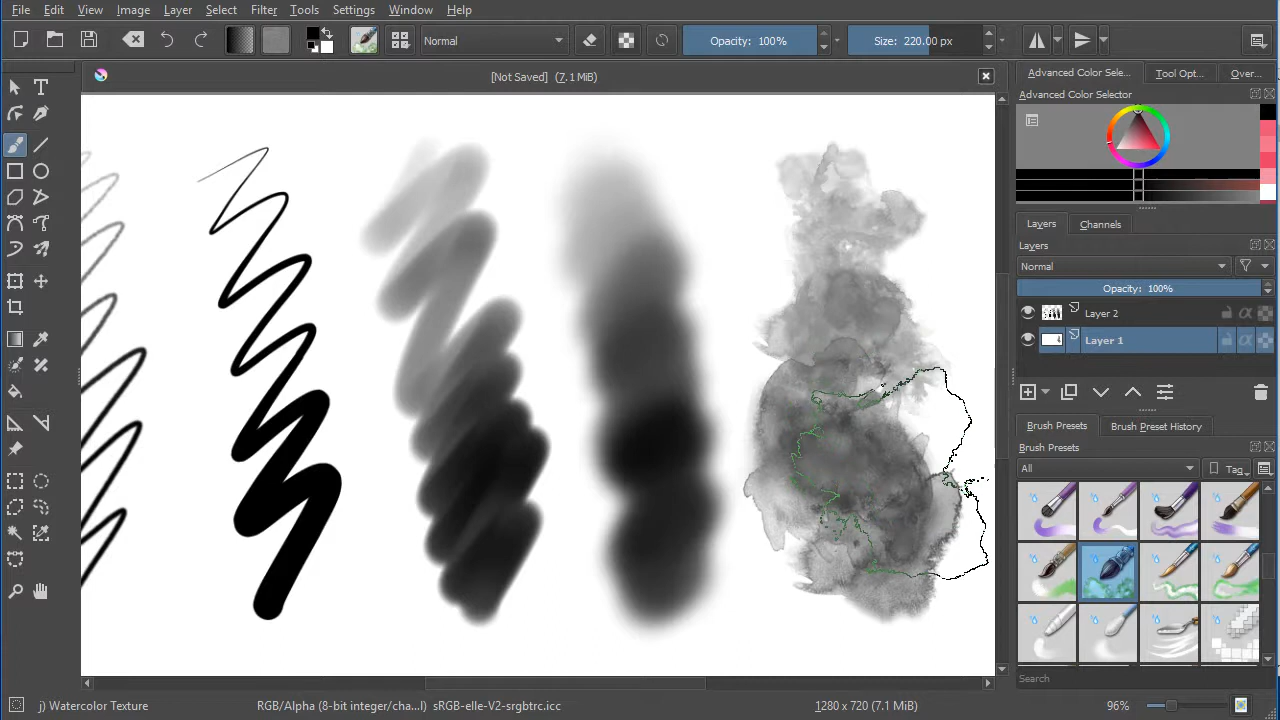 File Edit View Image Layer Select Filter Tools Settings Window Help
Normal Opacity: 100% Size: 220.00 px
[Not Saved] (7.1 MiB)
Advanced Color Sele... Tool Opt... Over...
Advanced Color Selector
Layers Channels
Layers
Normal
Opacity: 100%
Layer 2
Layer 1
Brush Presets Brush Preset History
Brush Presets
All Tag
Search
j) Watercolor Texture RGB/Alpha (8-bit integer/cha...l) sRGB-elle-V2-srgbtrc.icc 1280 x 720 (7.1 MiB) 96%